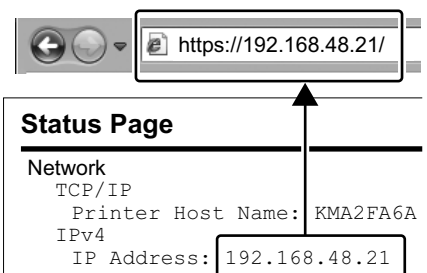 https://192.168.48.21/
Status Page
Network
TCP/IP
Printer Host Name: KMA2FA6A
IPv4
IP Address: 192.168.48.21